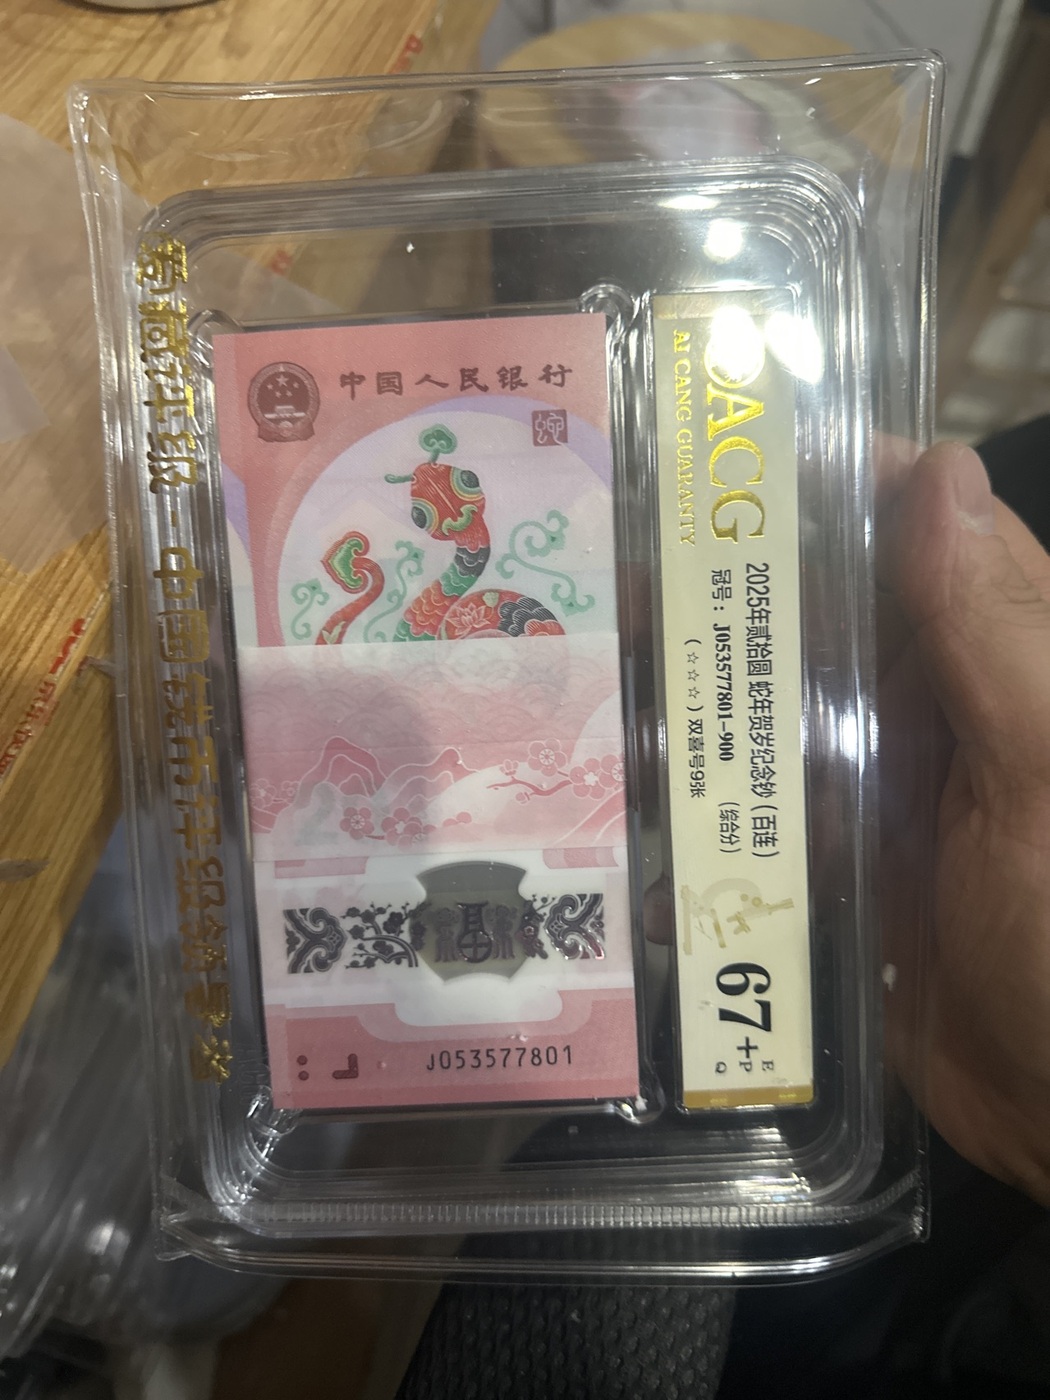 中国人民银行
J053577801
ACG
AI CANG GUARANTY
2025年贰拾圆 蛇年贺岁纪念钞（百连）
冠号：J053577801-900 （综合分）
（☆☆☆）双喜号9张
67+
E
P
Q
爱藏评级 - 中国钱币评级领导者